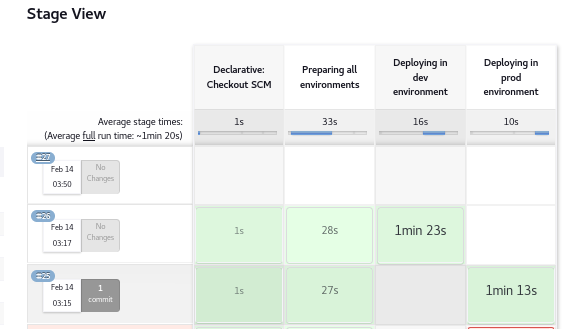 Stage View
Declarative:
Checkout SCM
Preparing all
environments
Deploying in
dev
environment
Deploying in
prod
environment
Average stage times:
(Average full run time: ~1min 20s)
1s
33s
16s
10s
#27
Feb 14
03:50
No
Changes
#26
Feb 14
03:17
No
Changes
1s
28s
1min 23s
#25
Feb 14
03:15
1
commit
1s
27s
1min 13s